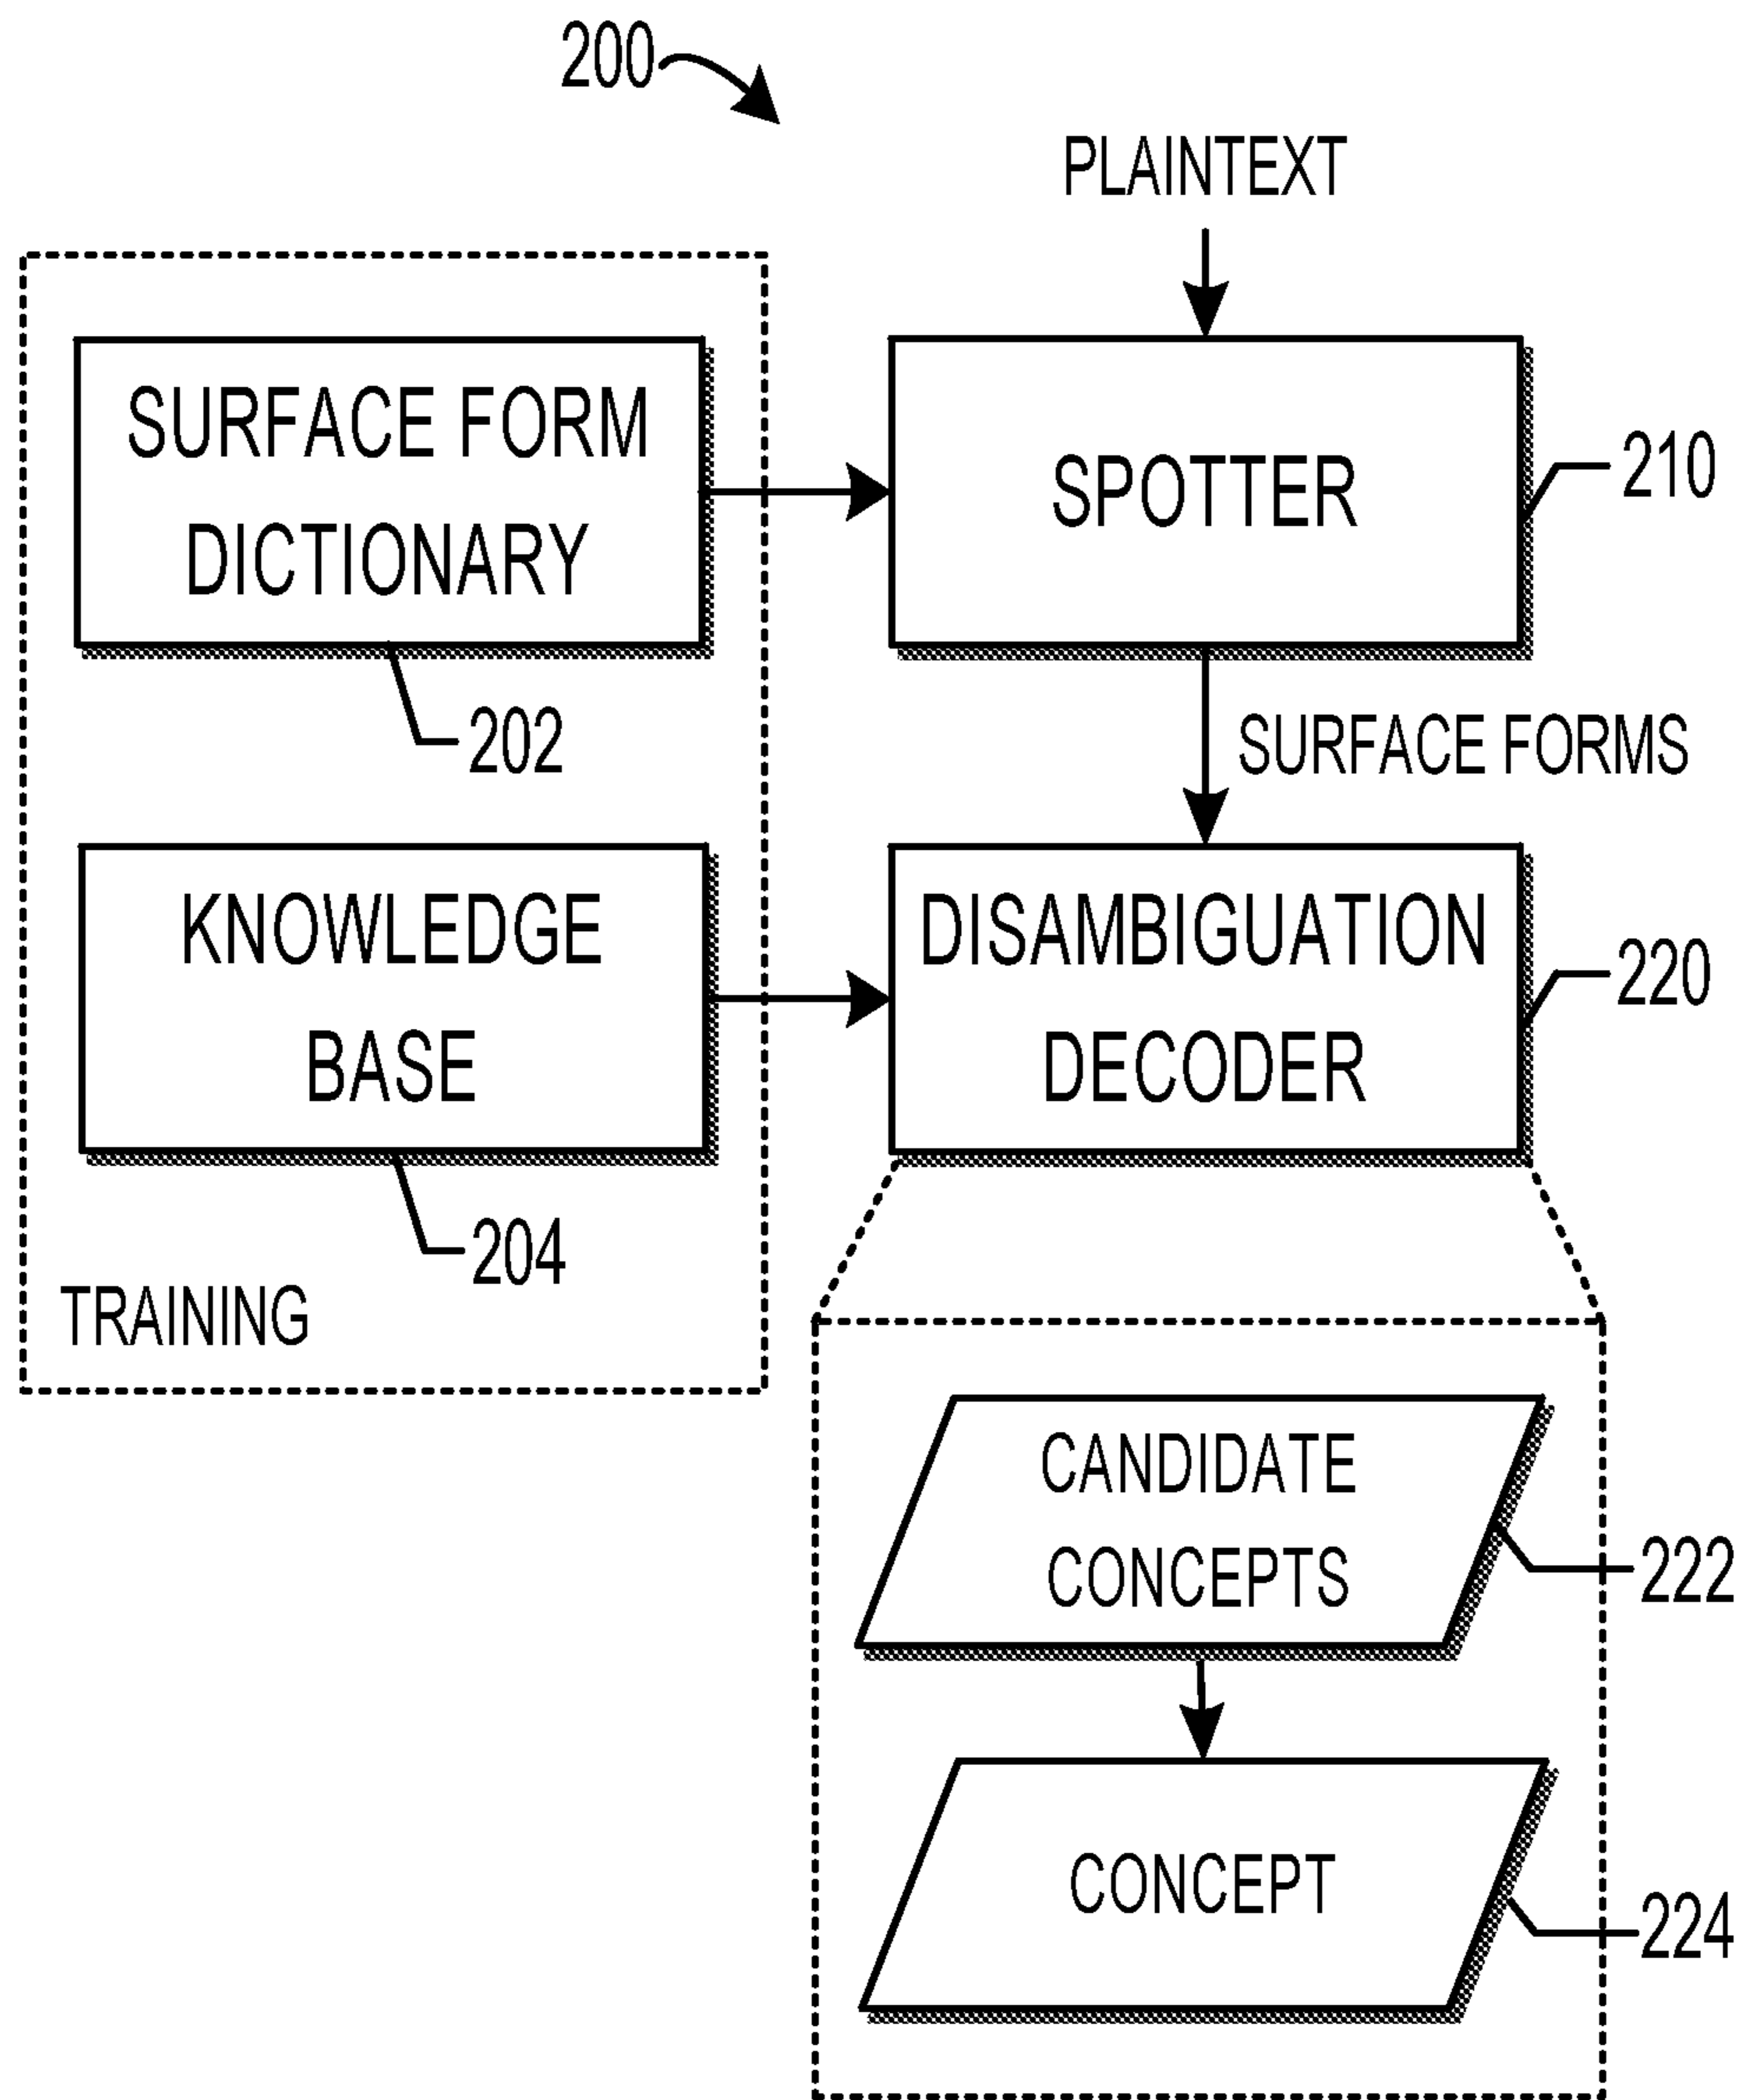 200
PLAINTEXT
SURFACE FORM
DICTIONARY
202
SPOTTER
210
SURFACE FORMS
KNOWLEDGE
BASE
204
TRAINING
DISAMBIGUATION
DECODER
220
CANDIDATE
CONCEPTS
222
CONCEPT
224